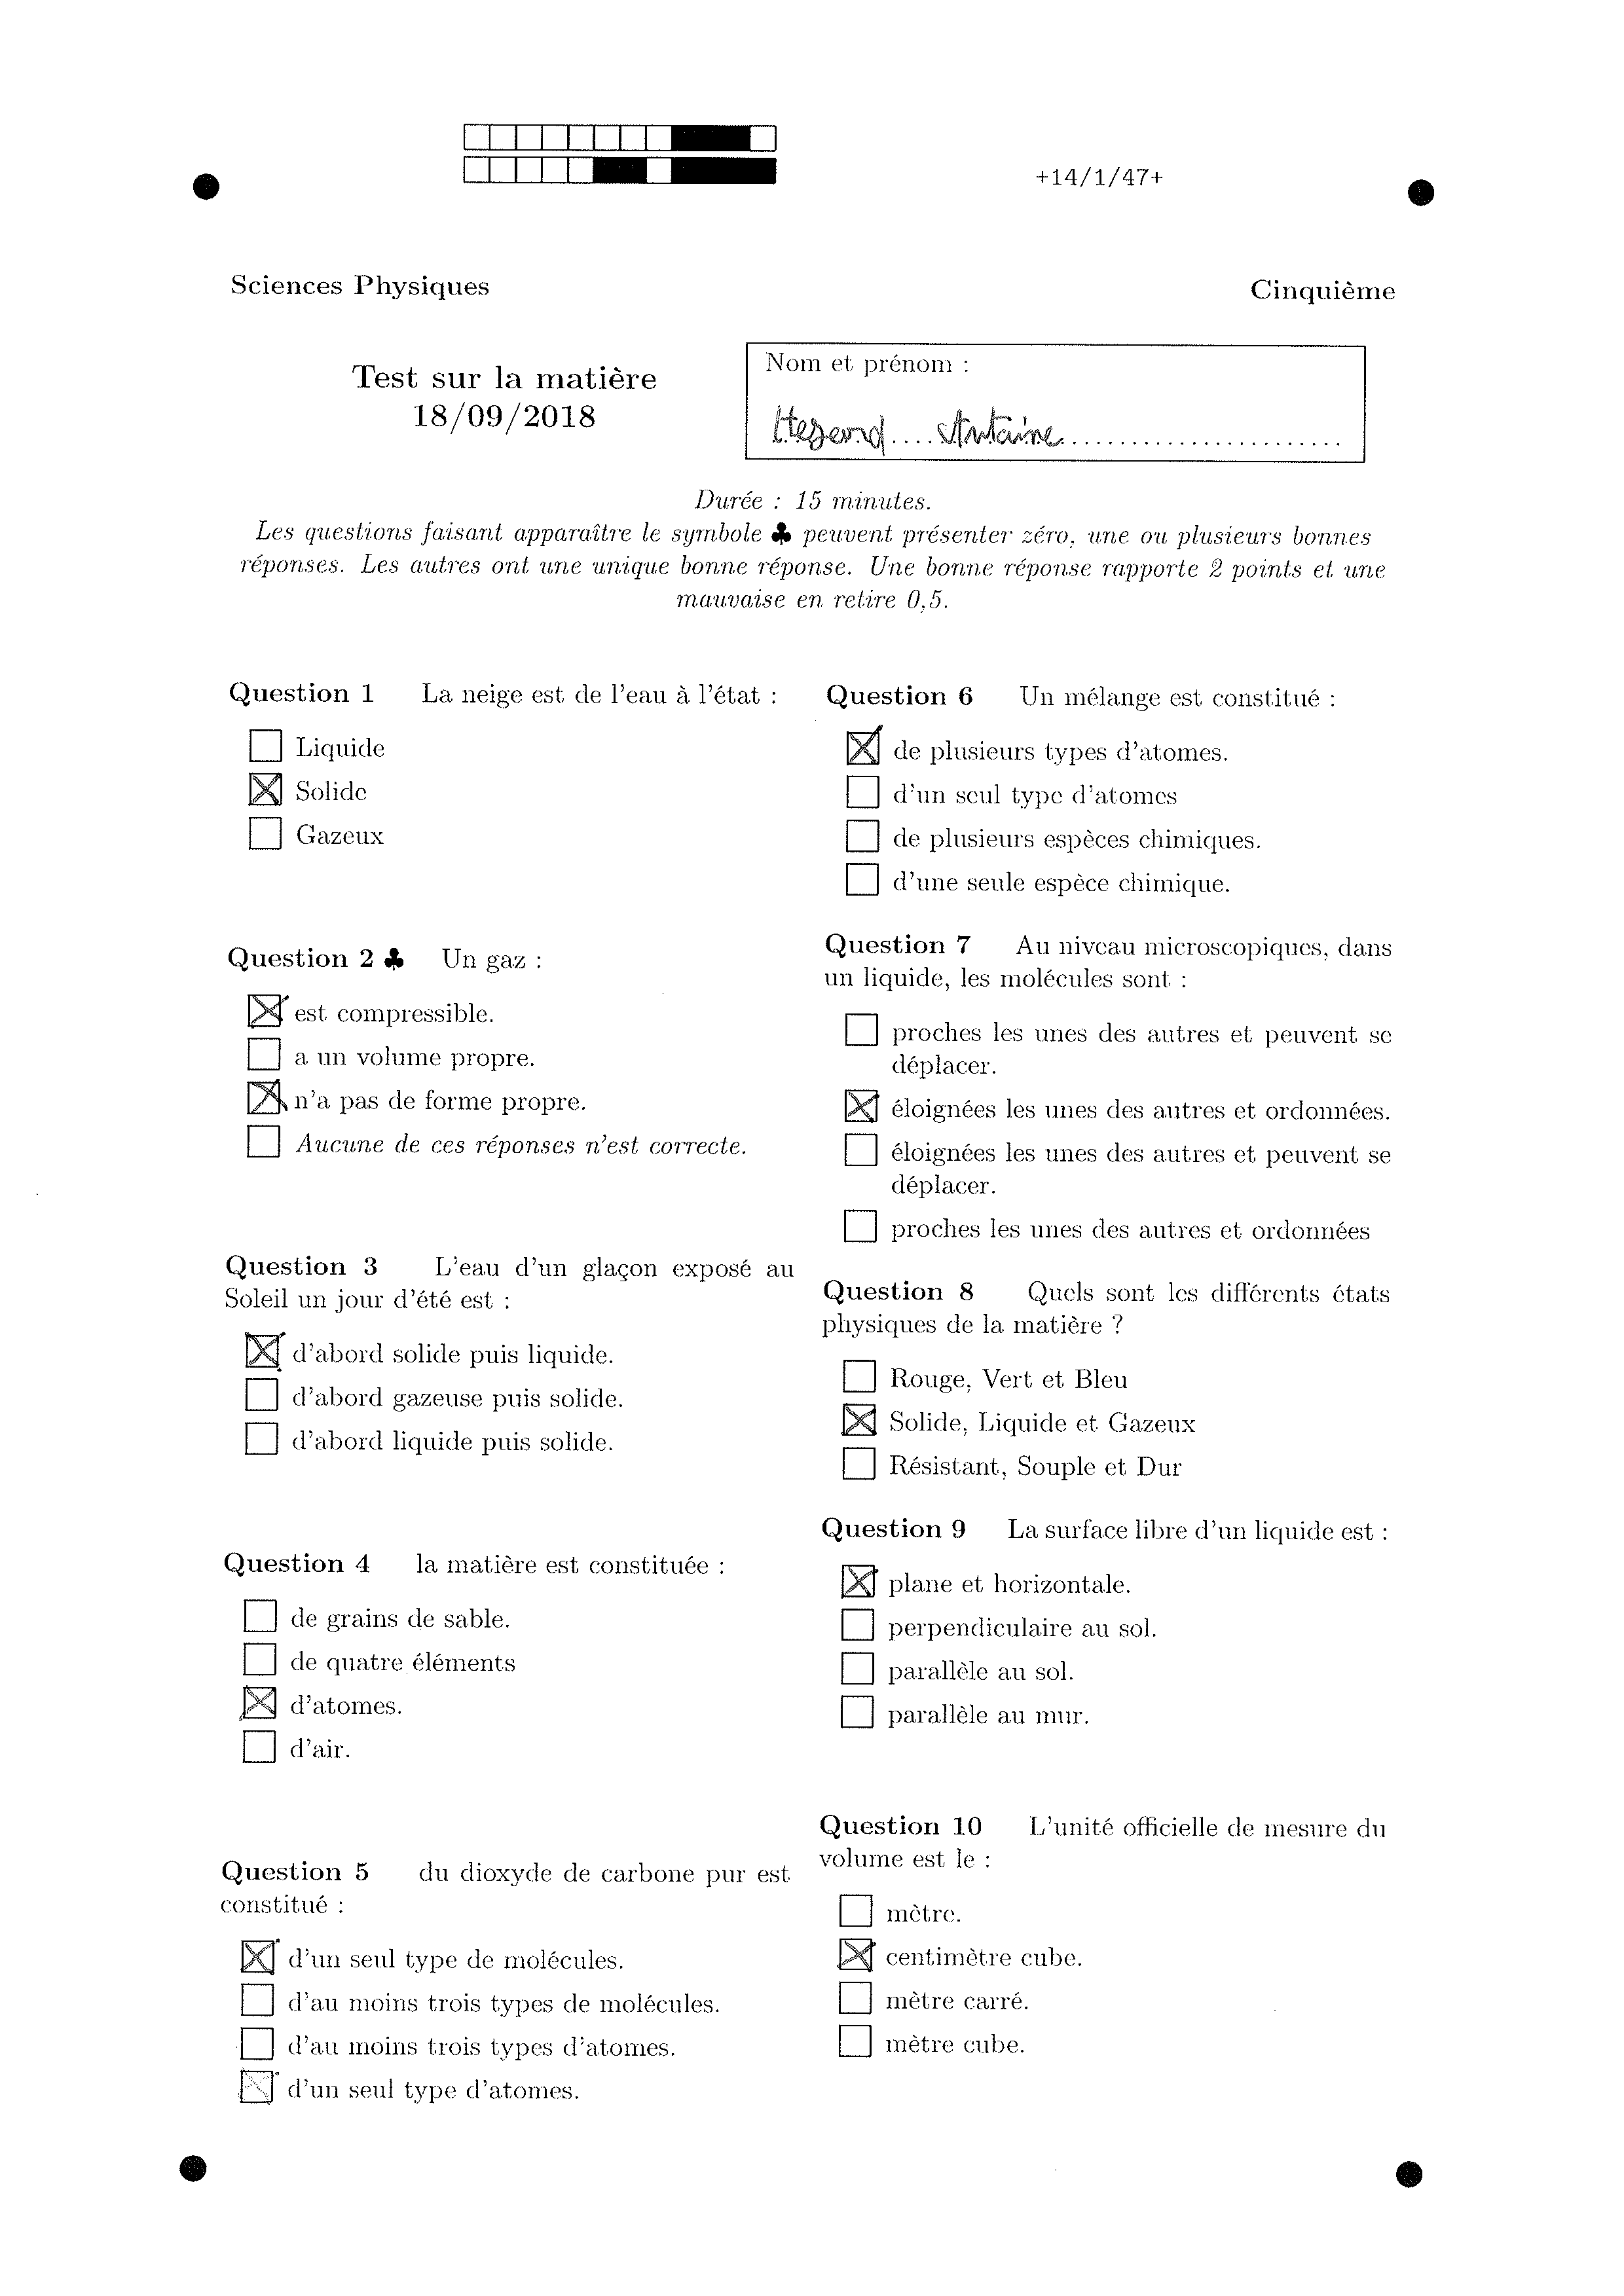 +14/1/47+
Sciences Physiques
Cinquième
Test sur la matière
18/09/2018
Nom et prénom :
Antoine
Durée : 15 minutes.
Les questions faisant apparaître le symbole ♣ peuvent présenter zéro, une ou plusieurs bonnes
réponses. Les autres ont une unique bonne réponse. Une bonne réponse rapporte 2 points et une
mauvaise en retire 0,5.
Question 1 La neige est de l'eau à l'état :
Liquide
Solide
Gazeux
Question 2 ♣ Un gaz :
est compressible.
a un volume propre.
n'a pas de forme propre.
Aucune de ces réponses n'est correcte.
Question 3 L'eau d'un glaçon exposé au
Soleil un jour d'été est :
d'abord solide puis liquide.
d'abord gazeuse puis solide.
d'abord liquide puis solide.
Question 4 la matière est constituée :
de grains de sable.
de quatre éléments
d'atomes.
d'air.
Question 5 du dioxyde de carbone pur est
constitué :
d'un seul type de molécules.
d'au moins trois types de molécules.
d'au moins trois types d'atomes.
d'un seul type d'atomes.
Question 6 Un mélange est constitué :
de plusieurs types d'atomes.
d'un seul type d'atomes
de plusieurs espèces chimiques.
d'une seule espèce chimique.
Question 7 Au niveau microscopiques, dans
un liquide, les molécules sont :
proches les unes des autres et peuvent se
déplacer.
éloignées les unes des autres et ordonnées.
éloignées les unes des autres et peuvent se
déplacer.
proches les unes des autres et ordonnées
Question 8 Quels sont les différents états
physiques de la matière ?
Rouge, Vert et Bleu
Solide, Liquide et Gazeux
Résistant, Souple et Dur
Question 9 La surface libre d'un liquide est :
plane et horizontale.
perpendiculaire au sol.
parallèle au sol.
parallèle au mur.
Question 10 L'unité officielle de mesure du
volume est le :
mètre.
centimètre cube.
mètre carré.
mètre cube.